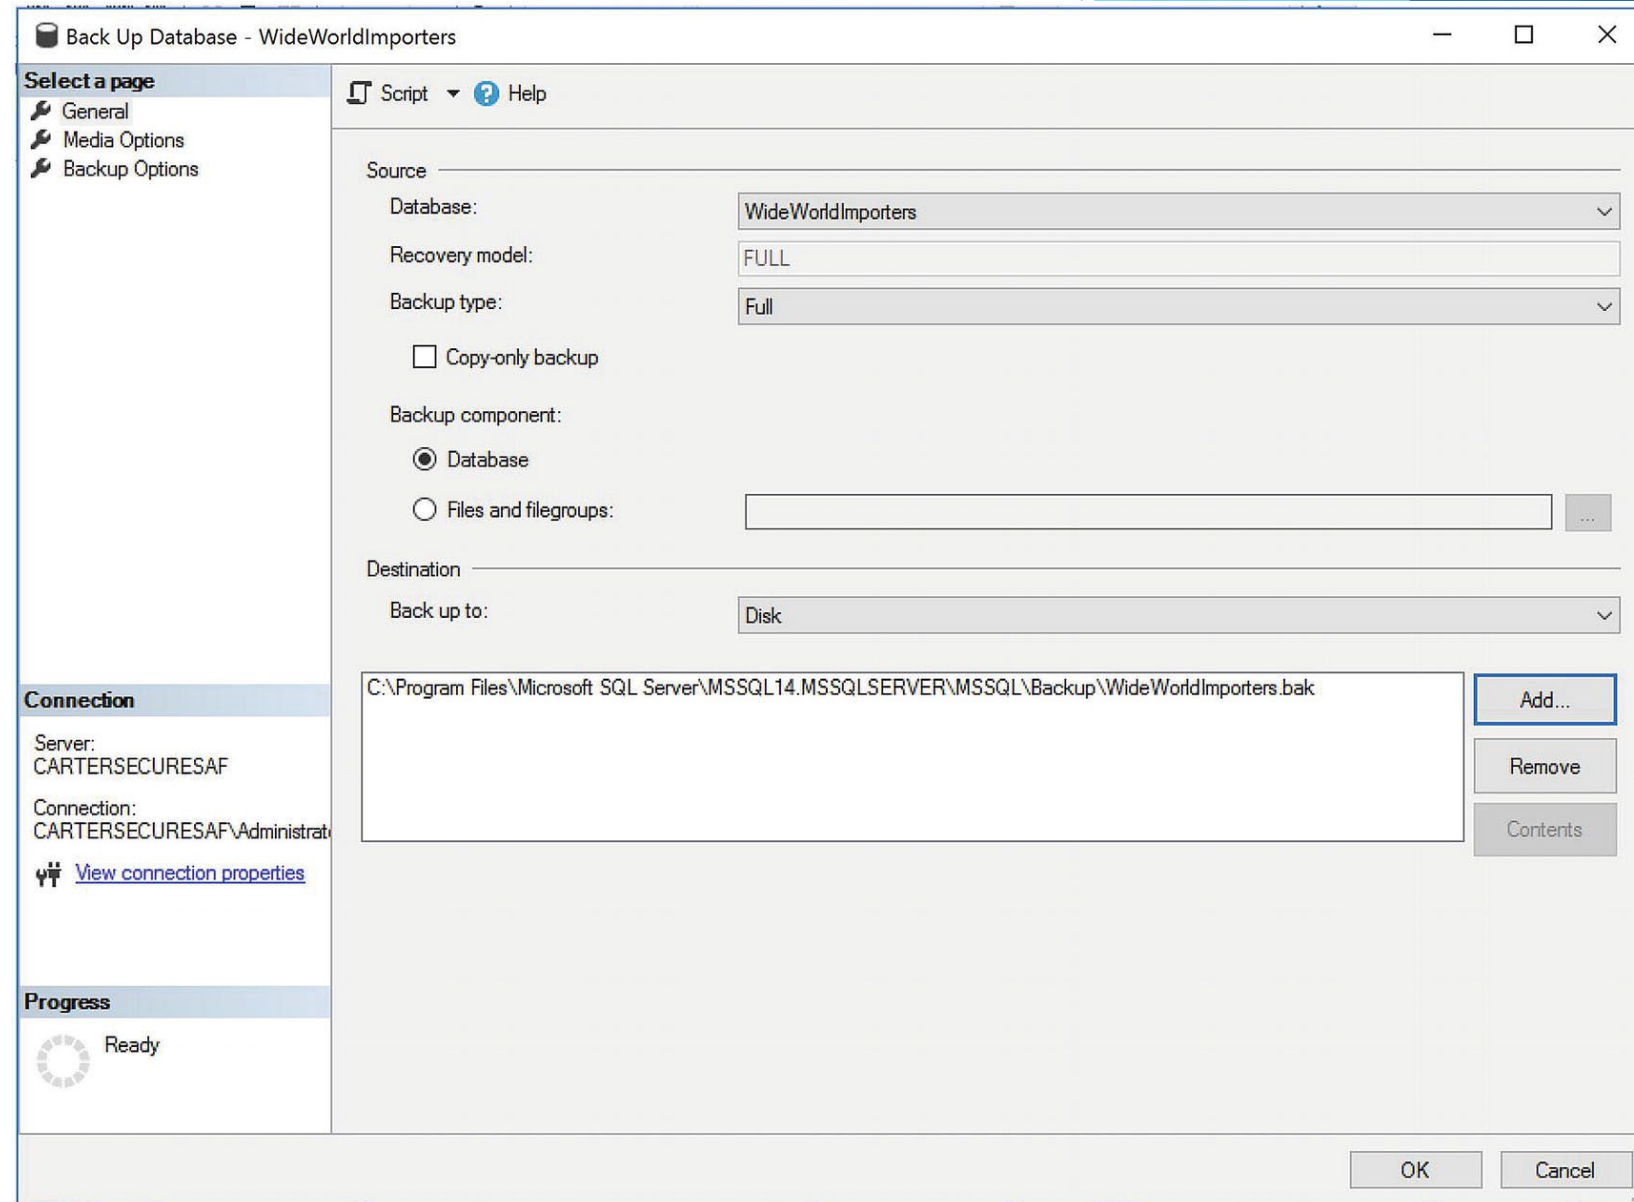 Back Up Database - WideWorldImporters
Select a page
General
Media Options
Backup Options
Script
Help
Source
Database:
WideWorldImporters
Recovery model:
FULL
Backup type:
Full
Copy-only backup
Backup component:
Database
Files and filegroups:
...
Destination
Back up to:
Disk
C:\Program Files\Microsoft SQL Server\MSSQL14.MSSQLSERVER\MSSQL\Backup\WideWorldImporters.bak
Add...
Remove
Contents
Connection
Server:
CARTERSECURESAF
Connection:
CARTERSECURESAF\Administrat
View connection properties
Progress
Ready
OK
Cancel